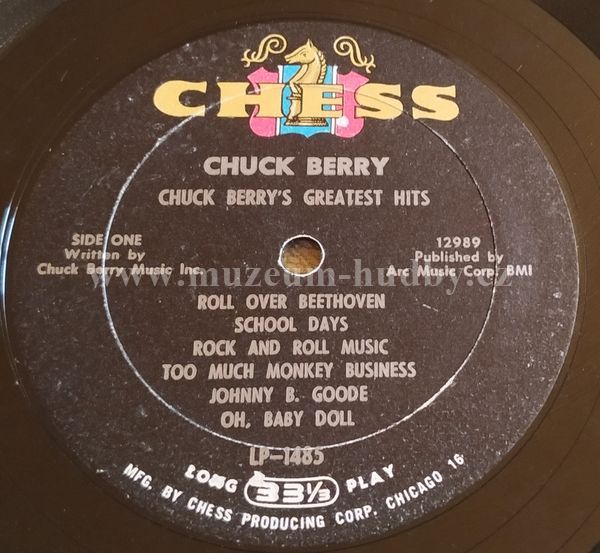 CHESS
CHUCK BERRY
CHUCK BERRY'S GREATEST HITS
SIDE ONE
Written by
Chuck Berry Music Inc.
12989
Published by
Arc Music Corp. BMI
www.muzeum-hudby.cz
ROLL OVER BEETHOVEN
SCHOOL DAYS
ROCK AND ROLL MUSIC
TOO MUCH MONKEY BUSINESS
JOHNNY B. GOODE
OH, BABY DOLL
LP-1485
LONG 33⅓ PLAY
MFG. BY CHESS PRODUCING CORP. CHICAGO 16